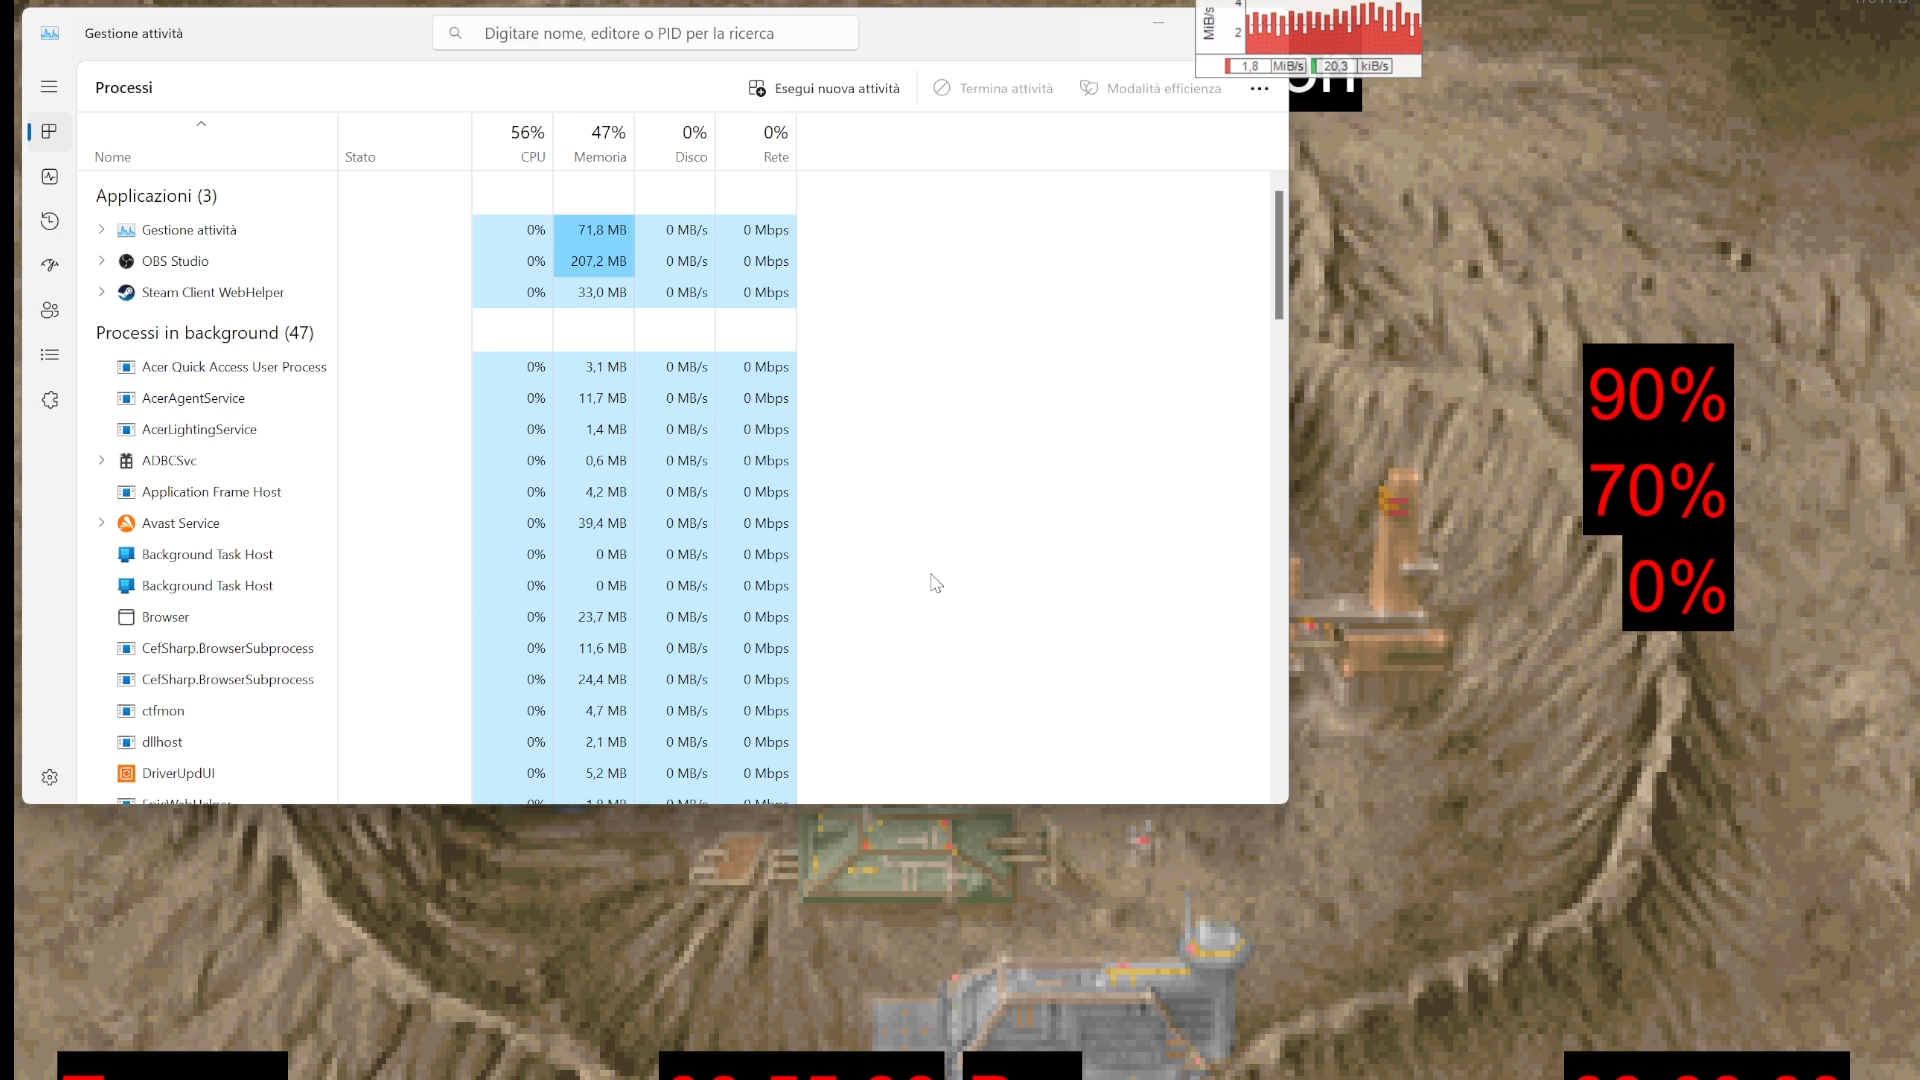 Gestione attività
Digitare nome, editore o PID per la ricerca
MiB/s
4
2
1,8 MiB/s 20,3 kiB/s
Processi
Esegui nuova attività
Termina attività
Modalità efficienza
...
Nome
Stato
56% CPU
47% Memoria
0% Disco
0% Rete
Applicazioni (3)
Gestione attività 0% 71,8 MB 0 MB/s 0 Mbps
OBS Studio 0% 207,2 MB 0 MB/s 0 Mbps
Steam Client WebHelper 0% 33,0 MB 0 MB/s 0 Mbps
Processi in background (47)
Acer Quick Access User Process 0% 3,1 MB 0 MB/s 0 Mbps
AcerAgentService 0% 11,7 MB 0 MB/s 0 Mbps
AcerLightingService 0% 1,4 MB 0 MB/s 0 Mbps
ADBCSvc 0% 0,6 MB 0 MB/s 0 Mbps
Application Frame Host 0% 4,2 MB 0 MB/s 0 Mbps
Avast Service 0% 39,4 MB 0 MB/s 0 Mbps
Background Task Host 0% 0 MB 0 MB/s 0 Mbps
Background Task Host 0% 0 MB 0 MB/s 0 Mbps
Browser 0% 23,7 MB 0 MB/s 0 Mbps
CefSharp.BrowserSubprocess 0% 11,6 MB 0 MB/s 0 Mbps
CefSharp.BrowserSubprocess 0% 24,4 MB 0 MB/s 0 Mbps
ctfmon 0% 4,7 MB 0 MB/s 0 Mbps
dllhost 0% 2,1 MB 0 MB/s 0 Mbps
DriverUpdUI 0% 5,2 MB 0 MB/s 0 Mbps
90%
70%
0%